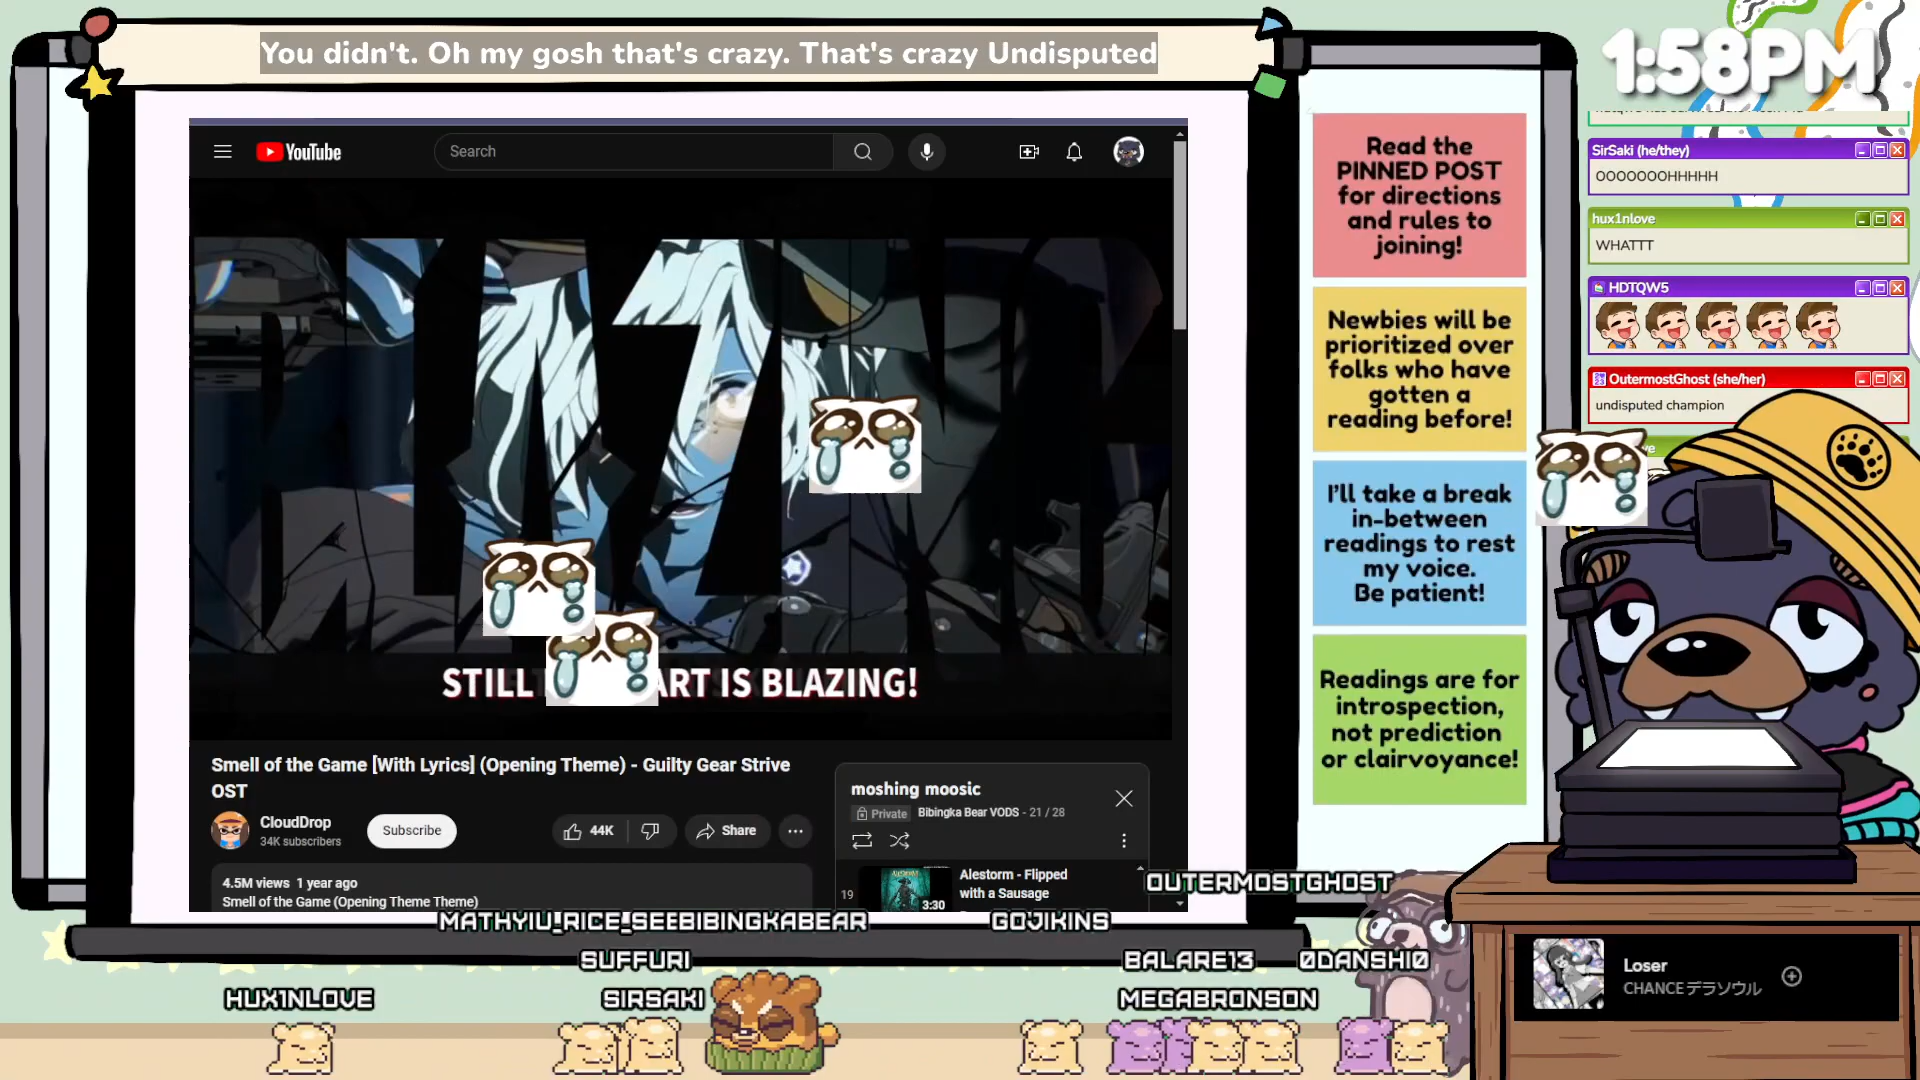 You didn't. Oh my gosh that's crazy. That's crazy Undisputed
1:58PM
YouTube
Search
STILL
ART IS BLAZING!
Smell of the Game [With Lyrics] (Opening Theme) - Guilty Gear Strive
OST
CloudDrop
34K subscribers
Subscribe
44K
Share
4.5M views 1 year ago
Smell of the Game (Opening Theme Theme)
moshing moosic
Private
Bibingka Bear VODS - 21 / 28
19
3:30
Alestorm - Flipped
with a Sausage
Read the
PINNED POST
for directions
and rules to
joining!
Newbies will be
prioritized over
folks who have
gotten a
reading before!
I'll take a break
in-between
readings to rest
my voice.
Be patient!
Readings are for
introspection,
not prediction
or clairvoyance!
SirSaki (he/they)
OOOOOOOHHHHH
hux1nlove
WHATTT
HDTQW5
OutermostGhost (she/her)
undisputed champion
OUTERMOSTGHOST
MATHYIU_RICE_SEEBIBINGKABEAR
GOJIKINS
SUFFURI
BALARE13
0DANSHI0
HUX1NLOVE
SIRSAKI
MEGABRONSON
Loser
CHANCEデラソウル